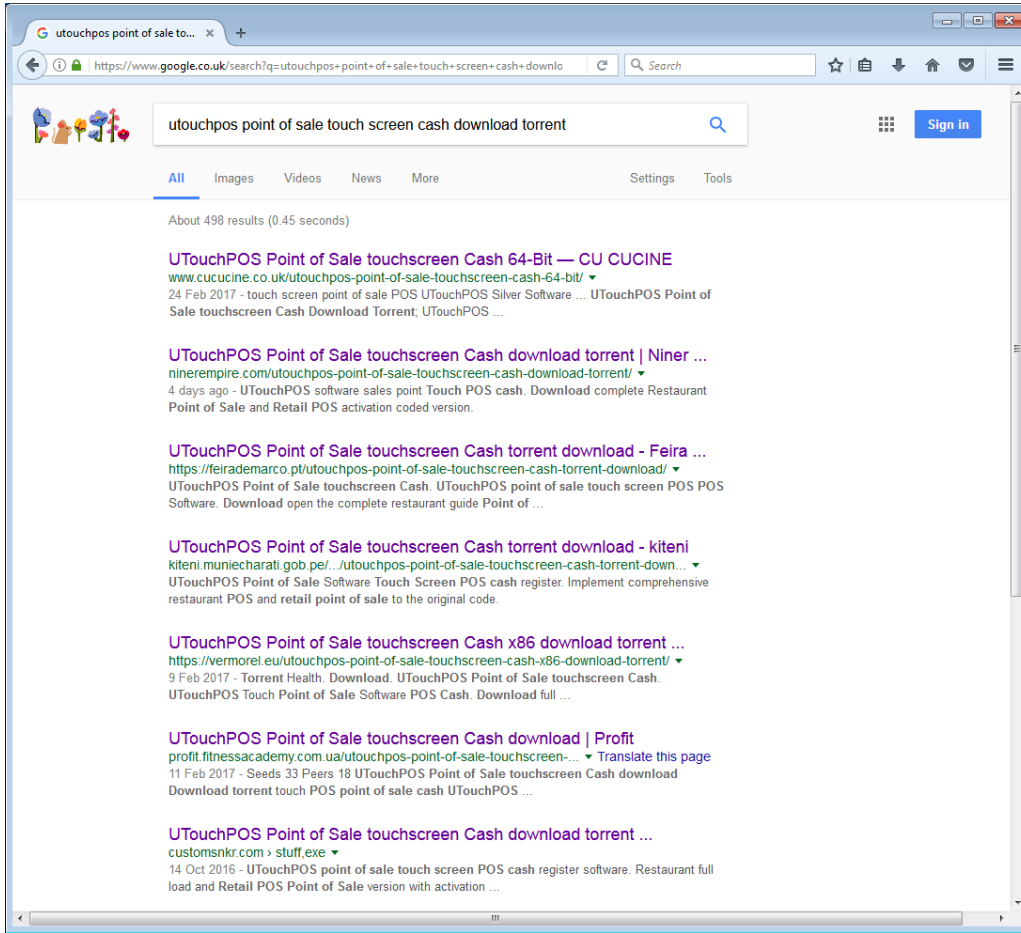 utouchpos point of sale to...
https://www.google.co.uk/search?q=utouchpos+point+of+sale+touch+screen+cash+downlo
Search
utouchpos point of sale touch screen cash download torrent
Sign in
All Images Videos News More Settings Tools
About 498 results (0.45 seconds)
UTouchPOS Point of Sale touchscreen Cash 64-Bit — CU CUCINE
www.cucucine.co.uk/utouchpos-point-of-sale-touchscreen-cash-64-bit/
24 Feb 2017 - touch screen point of sale POS UTouchPOS Silver Software ... UTouchPOS Point of
Sale touchscreen Cash Download Torrent; UTouchPOS ...
UTouchPOS Point of Sale touchscreen Cash download torrent | Niner ...
ninerempire.com/utouchpos-point-of-sale-touchscreen-cash-download-torrent/
4 days ago - UTouchPOS software sales point Touch POS cash. Download complete Restaurant
Point of Sale and Retail POS activation coded version.
UTouchPOS Point of Sale touchscreen Cash torrent download - Feira ...
https://feirademarco.pt/utouchpos-point-of-sale-touchscreen-cash-torrent-download/
UTouchPOS Point of Sale touchscreen Cash. UTouchPOS point of sale touch screen POS POS
Software. Download open the complete restaurant guide Point of ...
UTouchPOS Point of Sale touchscreen Cash torrent download - kiteni
kiteni.muniecharati.gob.pe/.../utouchpos-point-of-sale-touchscreen-cash-torrent-down...
UTouchPOS Point of Sale Software Touch Screen POS cash register. Implement comprehensive
restaurant POS and retail point of sale to the original code.
UTouchPOS Point of Sale touchscreen Cash x86 download torrent ...
https://vermorel.eu/utouchpos-point-of-sale-touchscreen-cash-x86-download-torrent/
9 Feb 2017 - Torrent Health. Download. UTouchPOS Point of Sale touchscreen Cash.
UTouchPOS Touch Point of Sale Software POS Cash. Download full ...
UTouchPOS Point of Sale touchscreen Cash download | Profit
profit.fitnessacademy.com.ua/utouchpos-point-of-sale-touchscreen-... Translate this page
11 Feb 2017 - Seeds 33 Peers 18 UTouchPOS Point of Sale touchscreen Cash download
Download torrent touch POS point of sale cash UTouchPOS ...
UTouchPOS Point of Sale touchscreen Cash download torrent ...
customsnkr.com › stuff,exe
14 Oct 2016 - UTouchPOS point of sale touch screen POS cash register software. Restaurant full
load and Retail POS Point of Sale version with activation ...